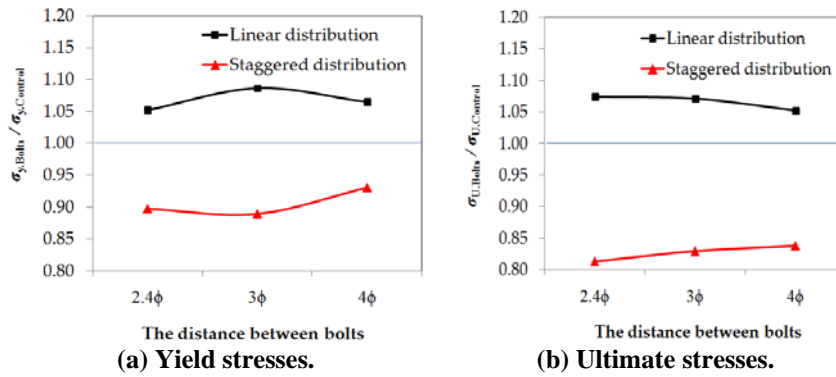 1.20
1.15
1.10
1.05
1.00
0.95
0.90
0.85
0.80
σy.Bolts / σy.Control
Linear distribution
Staggered distribution
2.4ϕ 3ϕ 4ϕ
The distance between bolts
(a) Yield stresses.
1.20
1.15
1.10
1.05
1.00
0.95
0.90
0.85
0.80
σU.Bolts / σU.Control
Linear distribution
Staggered distribution
2.4ϕ 3ϕ 4ϕ
The distance between bolts
(b) Ultimate stresses.